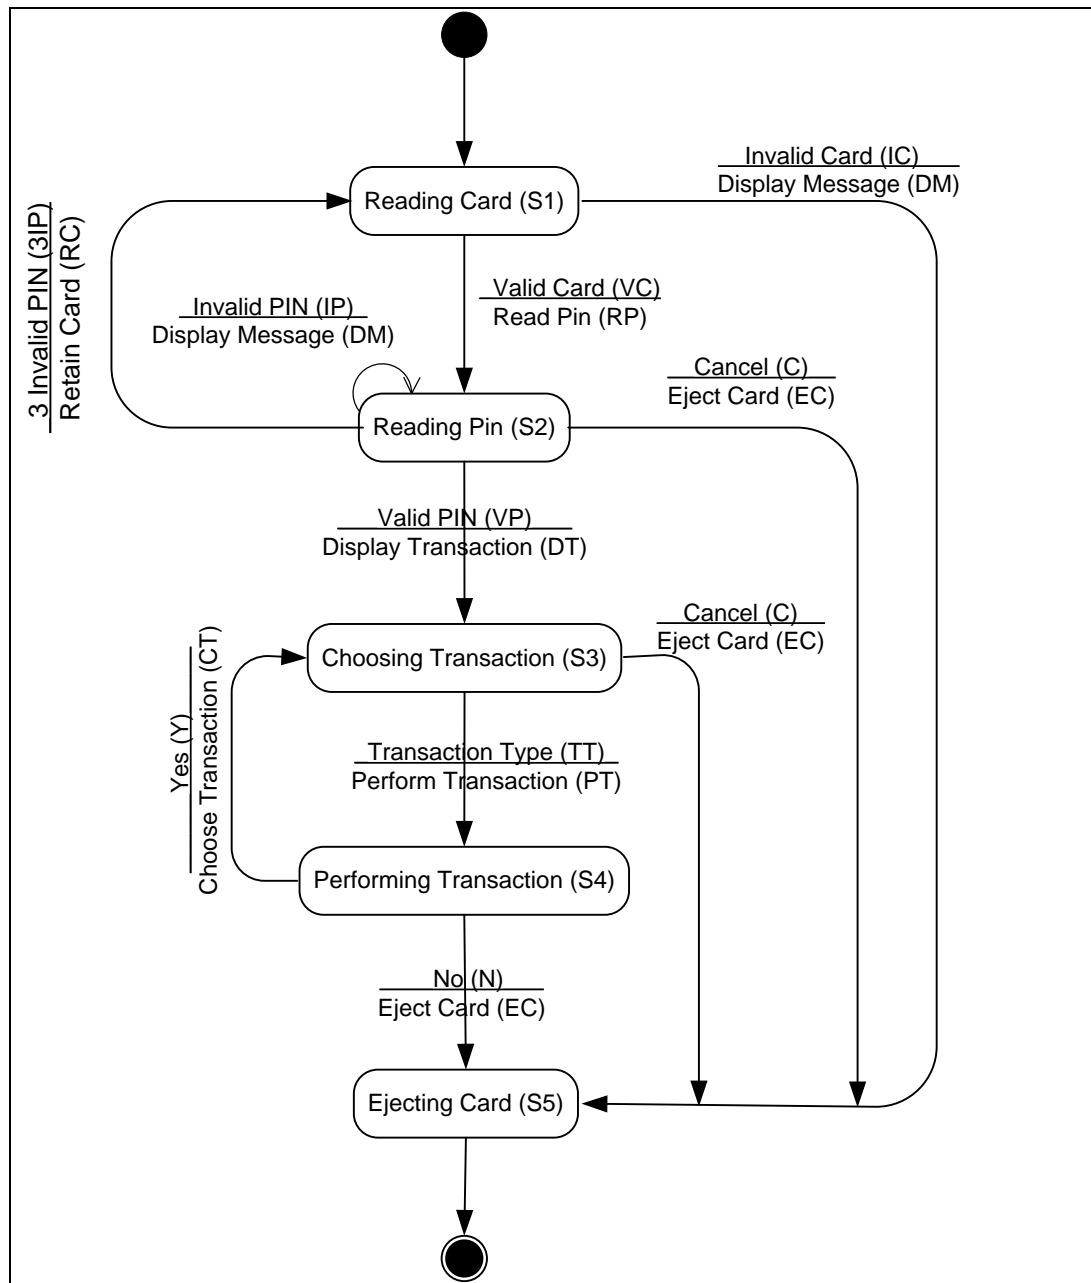 Invalid Card (IC)
Display Message (DM)
Reading Card (S1)
3 Invalid PIN (3IP)
Retain Card (RC)
Valid Card (VC)
Read Pin (RP)
Invalid PIN (IP)
Display Message (DM)
Cancel (C)
Eject Card (EC)
Reading Pin (S2)
Valid PIN (VP)
Display Transaction (DT)
Cancel (C)
Eject Card (EC)
Choosing Transaction (S3)
Yes (Y)
Choose Transaction (CT)
Transaction Type (TT)
Perform Transaction (PT)
Performing Transaction (S4)
No (N)
Eject Card (EC)
Ejecting Card (S5)